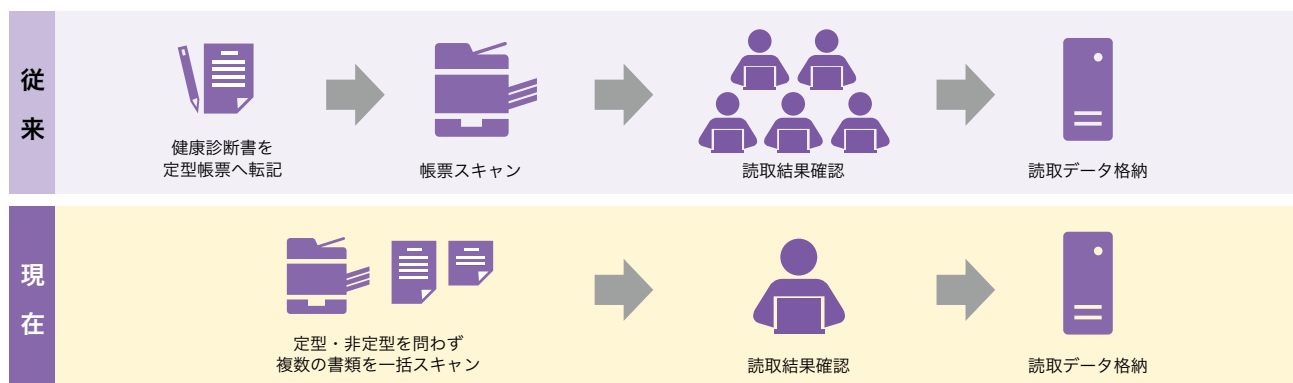 従来
健康診断書を
定型帳票へ転記
帳票スキャン
読取結果確認
読取データ格納
現在
定型・非定型を問わず
複数の書類を一括スキャン
読取結果確認
読取データ格納